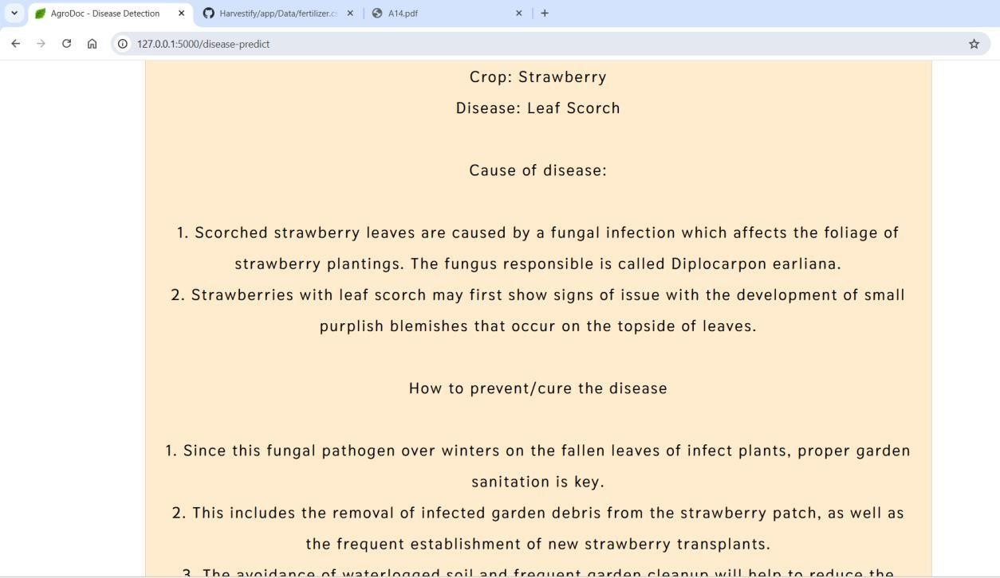 AgroDoc - Disease Detection
Harvestify/app/Data/fertilizer.cs
A14.pdf
127.0.0.1:5000/disease-predict
Crop: Strawberry
Disease: Leaf Scorch
Cause of disease:
1. Scorched strawberry leaves are caused by a fungal infection which affects the foliage of
strawberry plantings. The fungus responsible is called Diplocarpon earliana.
2. Strawberries with leaf scorch may first show signs of issue with the development of small
purplish blemishes that occur on the topside of leaves.
How to prevent/cure the disease
1. Since this fungal pathogen over winters on the fallen leaves of infect plants, proper garden
sanitation is key.
2. This includes the removal of infected garden debris from the strawberry patch, as well as
the frequent establishment of new strawberry transplants.
3. The avoidance of waterlogged soil and frequent garden cleanup will help to reduce the